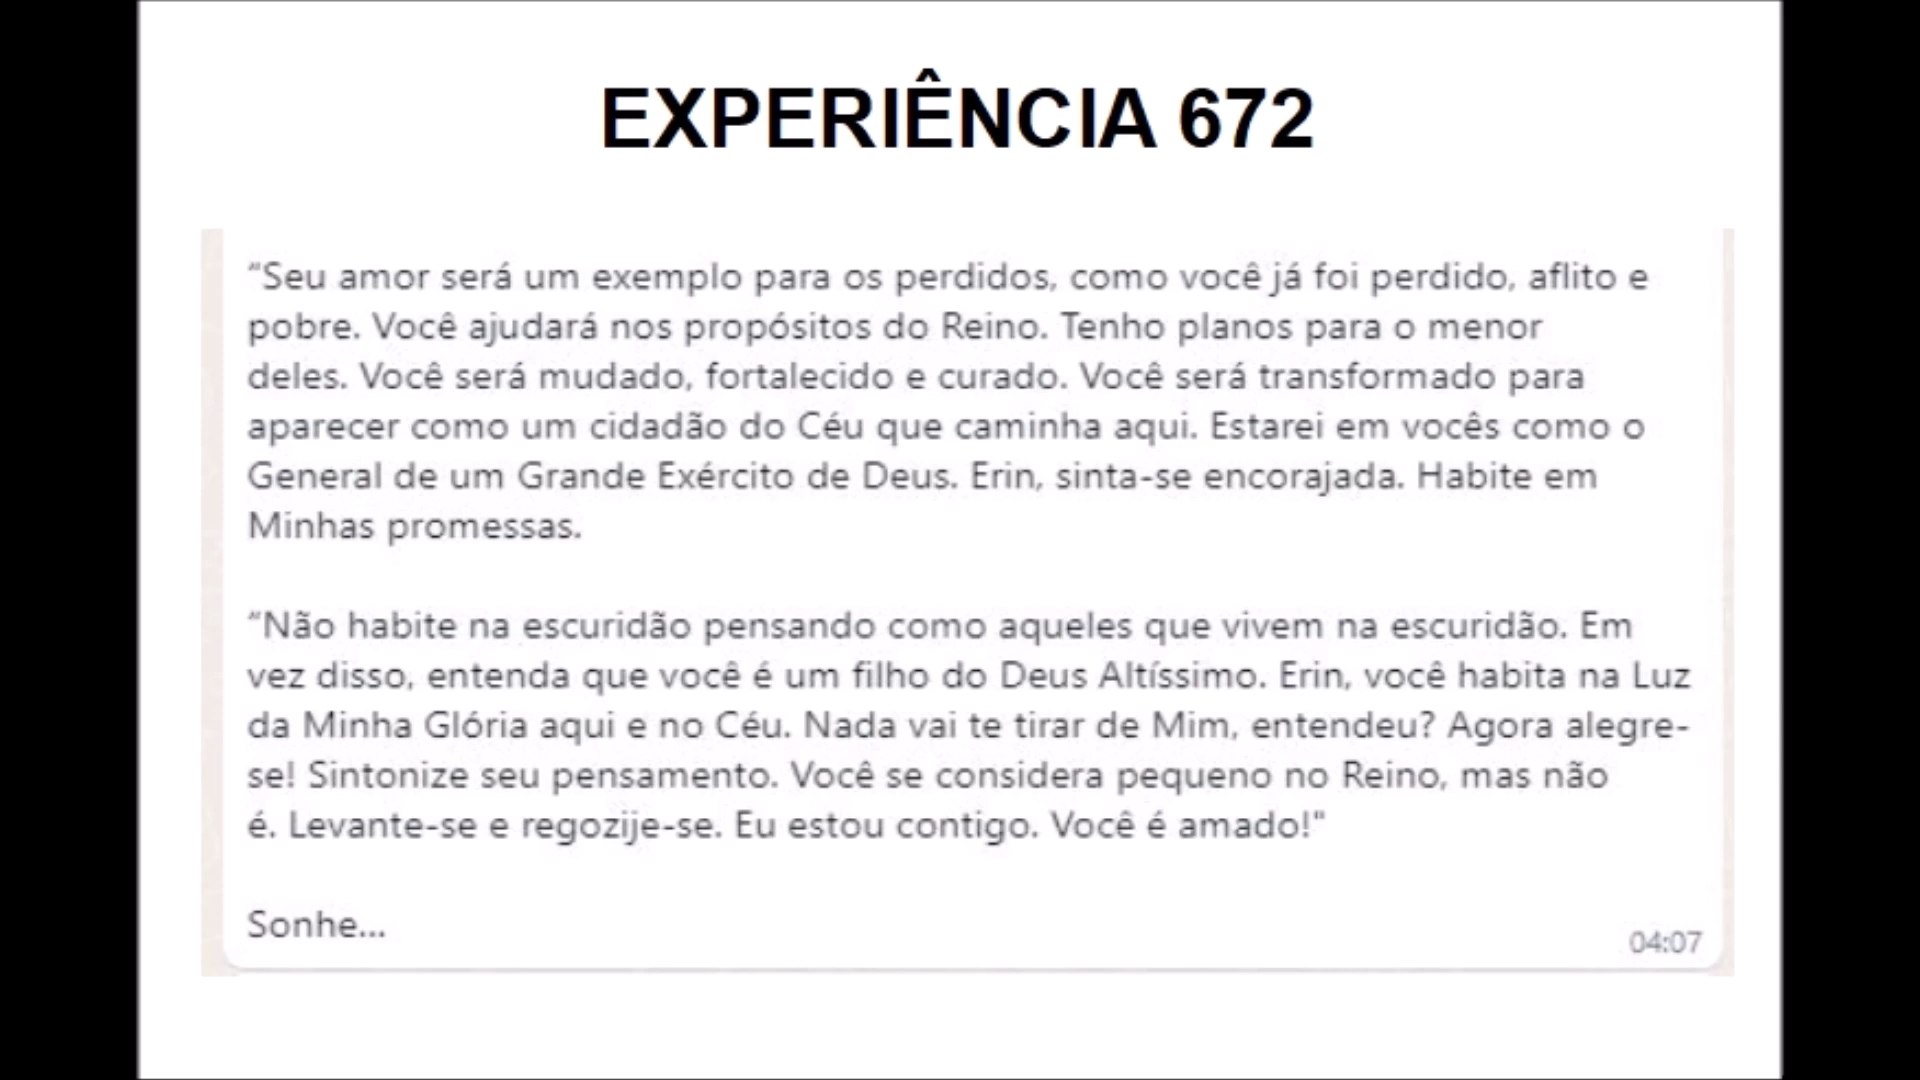 EXPERIÊNCIA 672
“Seu amor será um exemplo para os perdidos, como você já foi perdido, aflito e
pobre. Você ajudará nos propósitos do Reino. Tenho planos para o menor
deles. Você será mudado, fortalecido e curado. Você será transformado para
aparecer como um cidadão do Céu que caminha aqui. Estarei em vocês como o
General de um Grande Exército de Deus. Erin, sinta-se encorajada. Habite em
Minhas promessas.
“Não habite na escuridão pensando como aqueles que vivem na escuridão. Em
vez disso, entenda que você é um filho do Deus Altíssimo. Erin, você habita na Luz
da Minha Glória aqui e no Céu. Nada vai te tirar de Mim, entendeu? Agora alegre-
se! Sintonize seu pensamento. Você se considera pequeno no Reino, mas não
é. Levante-se e regozije-se. Eu estou contigo. Você é amado!"
Sonhe...
04:07